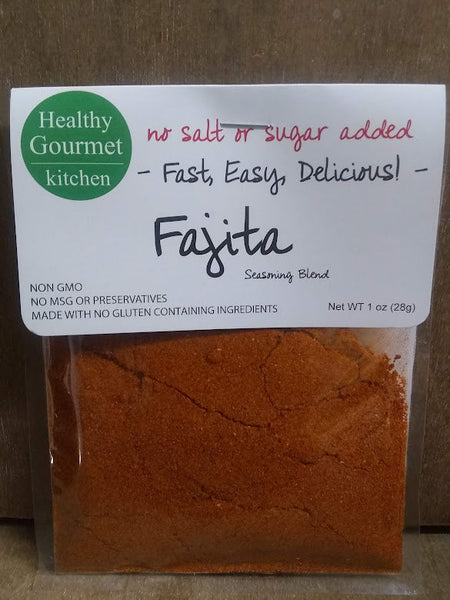 Healthy
Gourmet
kitchen
no salt or sugar added
- Fast, Easy, Delicious! -
Fajita
Seasoning Blend
NON GMO
NO MSG OR PRESERVATIVES
MADE WITH NO GLUTEN CONTAINING INGREDIENTS
Net WT 1 oz (28g)